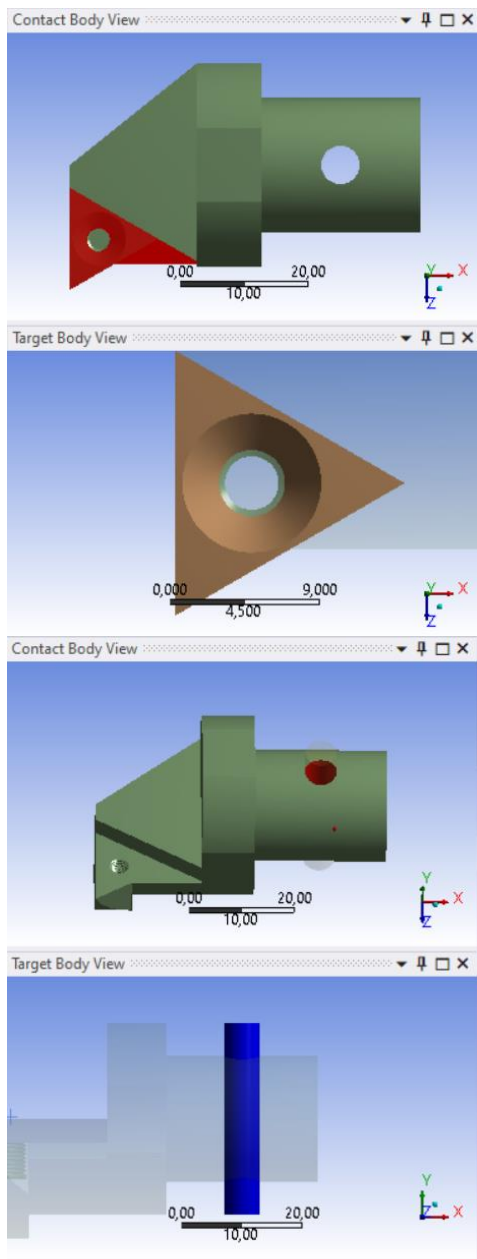 Contact Body View
Y
X
Z
0,00
20,00
10,00
Target Body View
0,000
9,000
4,500
Y
X
Z
Contact Body View
0,00
20,00
10,00
Y
X
Z
Target Body View
0,00
20,00
10,00
Y
Z
X